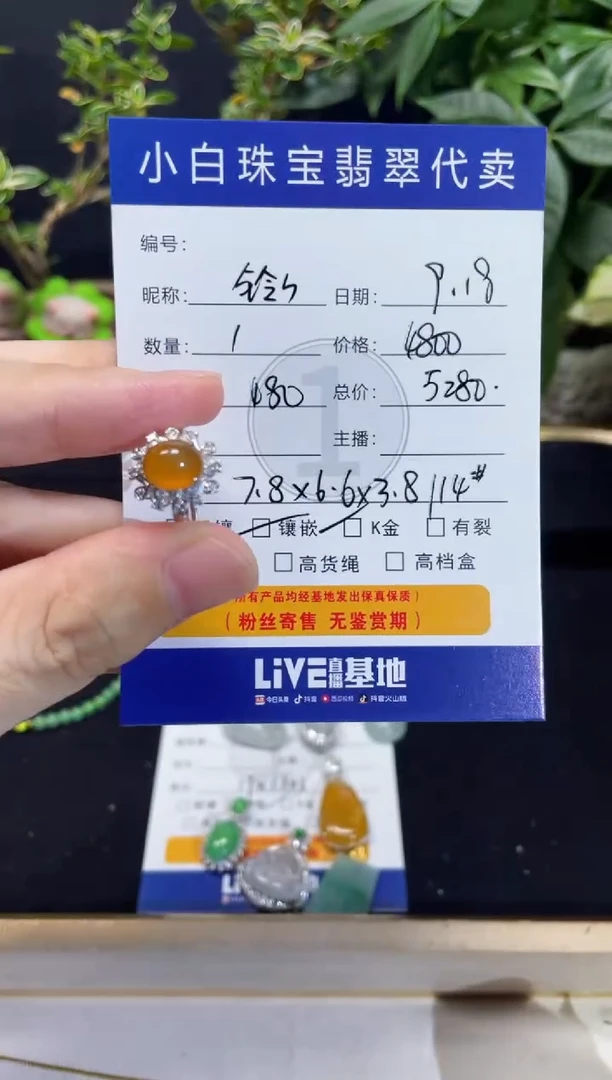 小白珠宝翡翠代卖
编号:
昵称: 日期: 9.18
数量: 1 价格: 4800
480 总价: 5280.
主播:
7.8×6.6×3.8 114#
镶嵌 K金 有裂
高货绳 高档盒
所有产品均经基地发出保真保质)
(粉丝寄售 无鉴赏期)
LiVE直播基地
今日头条 抖音 西瓜视频 抖音火山版